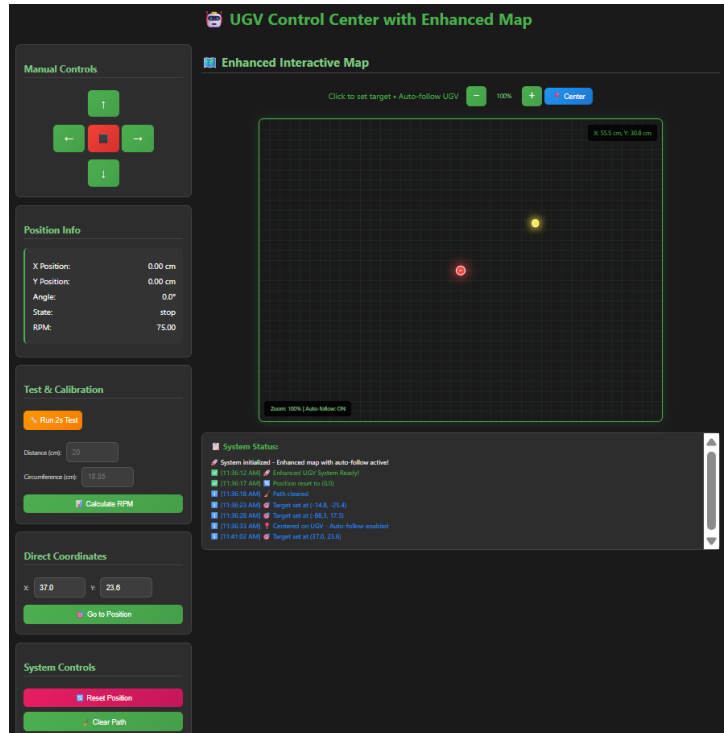 UGV Control Center with Enhanced Map
Manual Controls
↑
← →
↓
Position Info
X Position: 0.00 cm
Y Position: 0.00 cm
Angle: 0.0°
State: stop
RPM: 75.00
Test & Calibration
Run 2s Test
Distance (cm): 20
Circumference (cm): 18.85
Calculate RPM
Direct Coordinates
X: 37.0 Y: 23.6
Go to Position
System Controls
Reset Position
Clear Path
Enhanced Interactive Map
Click to set target • Auto-follow UGV − 100% + Center
X: 55.5 cm, Y: 30.8 cm
Zoom: 100% | Auto-follow: ON
System Status:
System initialized - Enhanced map with auto-follow active!
[11:36:12 AM] Enhanced UGV System Ready!
[11:36:17 AM] Position reset to (0,0)
[11:36:18 AM] Path cleared
[11:36:23 AM] Target set at (-14.8, -25.4)
[11:36:28 AM] Target set at (-88.3, 17.5)
[11:36:33 AM] Centered on UGV - Auto-follow enabled
[11:41:02 AM] Target set at (37.0, 23.6)